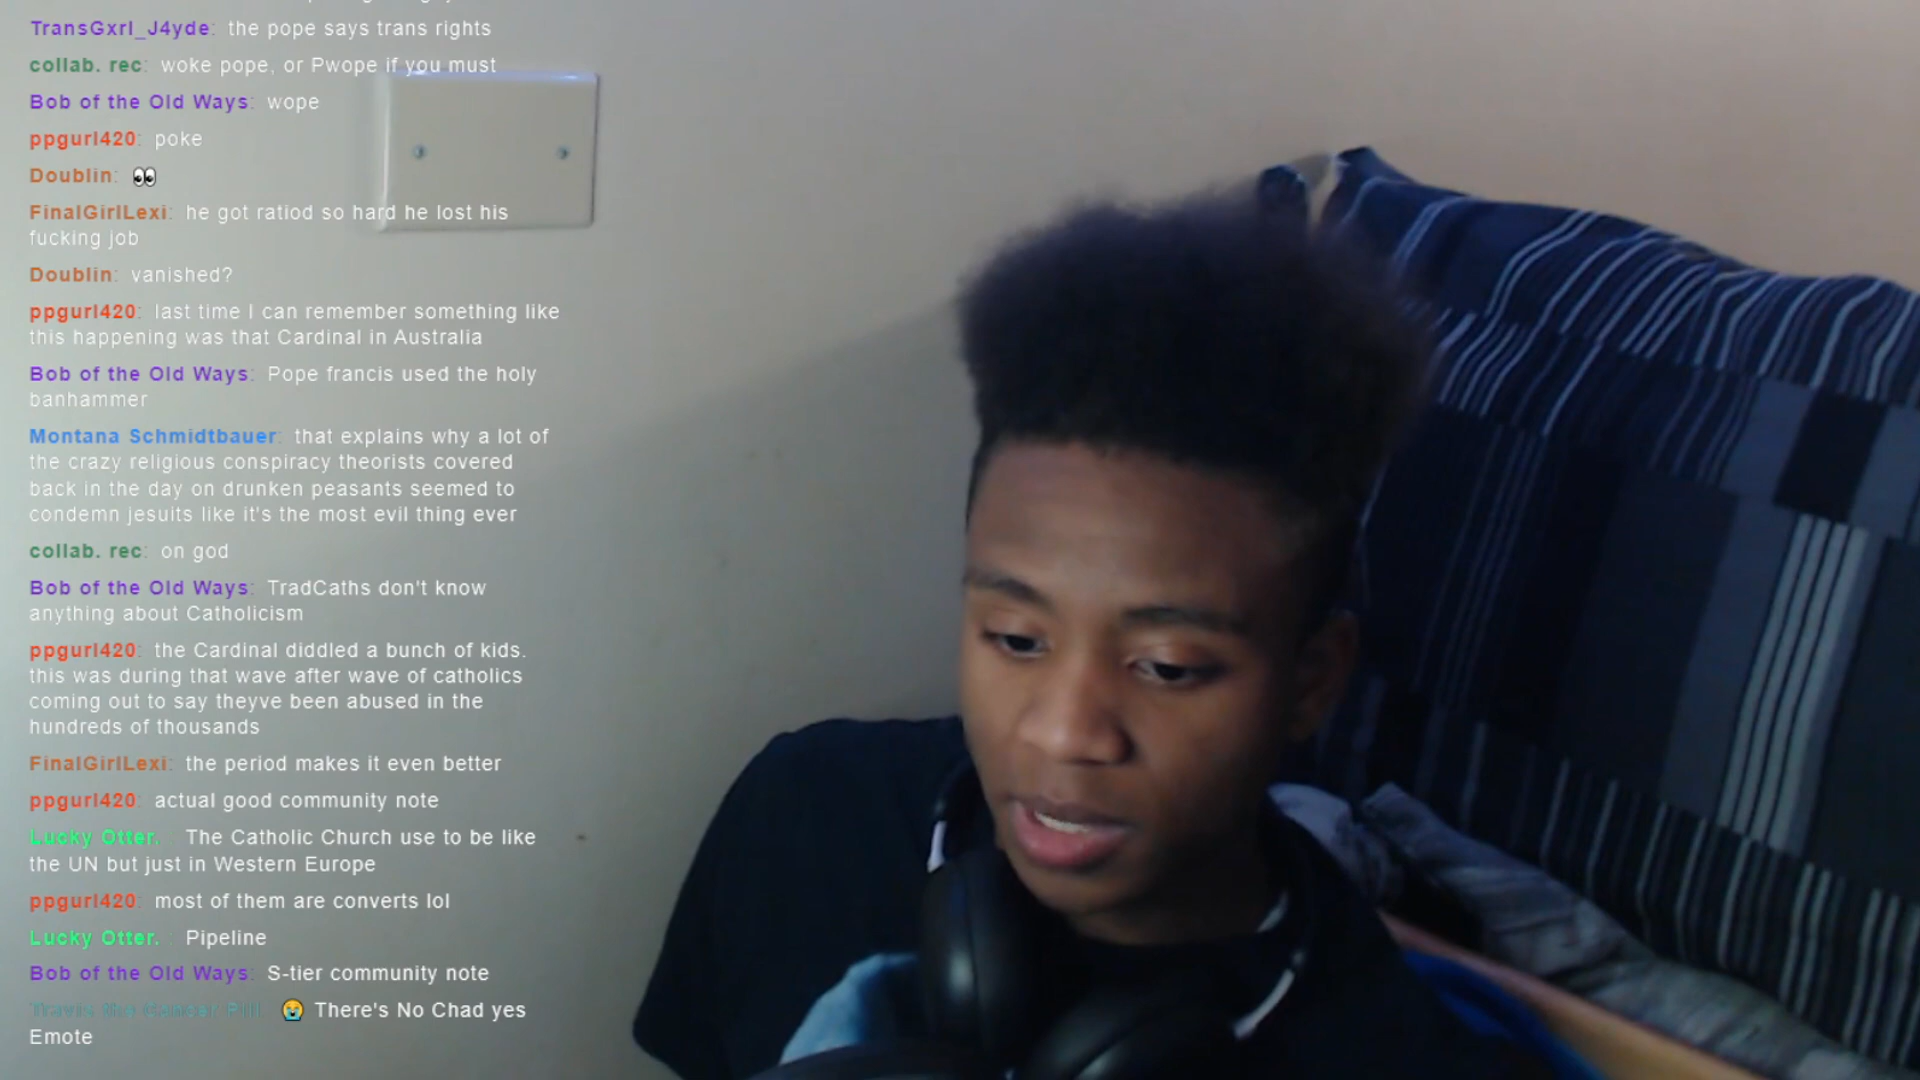 TransGxrl_J4yde: the pope says trans rights
collab. rec: woke pope, or Pwope if you must
Bob of the Old Ways: wope
ppgurl420: poke
Doublin: 👀
FinalGirlLexi: he got ratiod so hard he lost his
fucking job
Doublin: vanished?
ppgurl420: last time I can remember something like
this happening was that Cardinal in Australia
Bob of the Old Ways: Pope francis used the holy
banhammer
Montana Schmidtbauer: that explains why a lot of
the crazy religious conspiracy theorists covered
back in the day on drunken peasants seemed to
condemn jesuits like it's the most evil thing ever
collab. rec: on god
Bob of the Old Ways: TradCaths don't know
anything about Catholicism
ppgurl420: the Cardinal diddled a bunch of kids.
this was during that wave after wave of catholics
coming out to say theyve been abused in the
hundreds of thousands
FinalGirlLexi: the period makes it even better
ppgurl420: actual good community note
Lucky Otter. : The Catholic Church use to be like
the UN but just in Western Europe
ppgurl420: most of them are converts lol
Lucky Otter. : Pipeline
Bob of the Old Ways: S-tier community note
Travis the Cancer Pill: 😭 There's No Chad yes
Emote